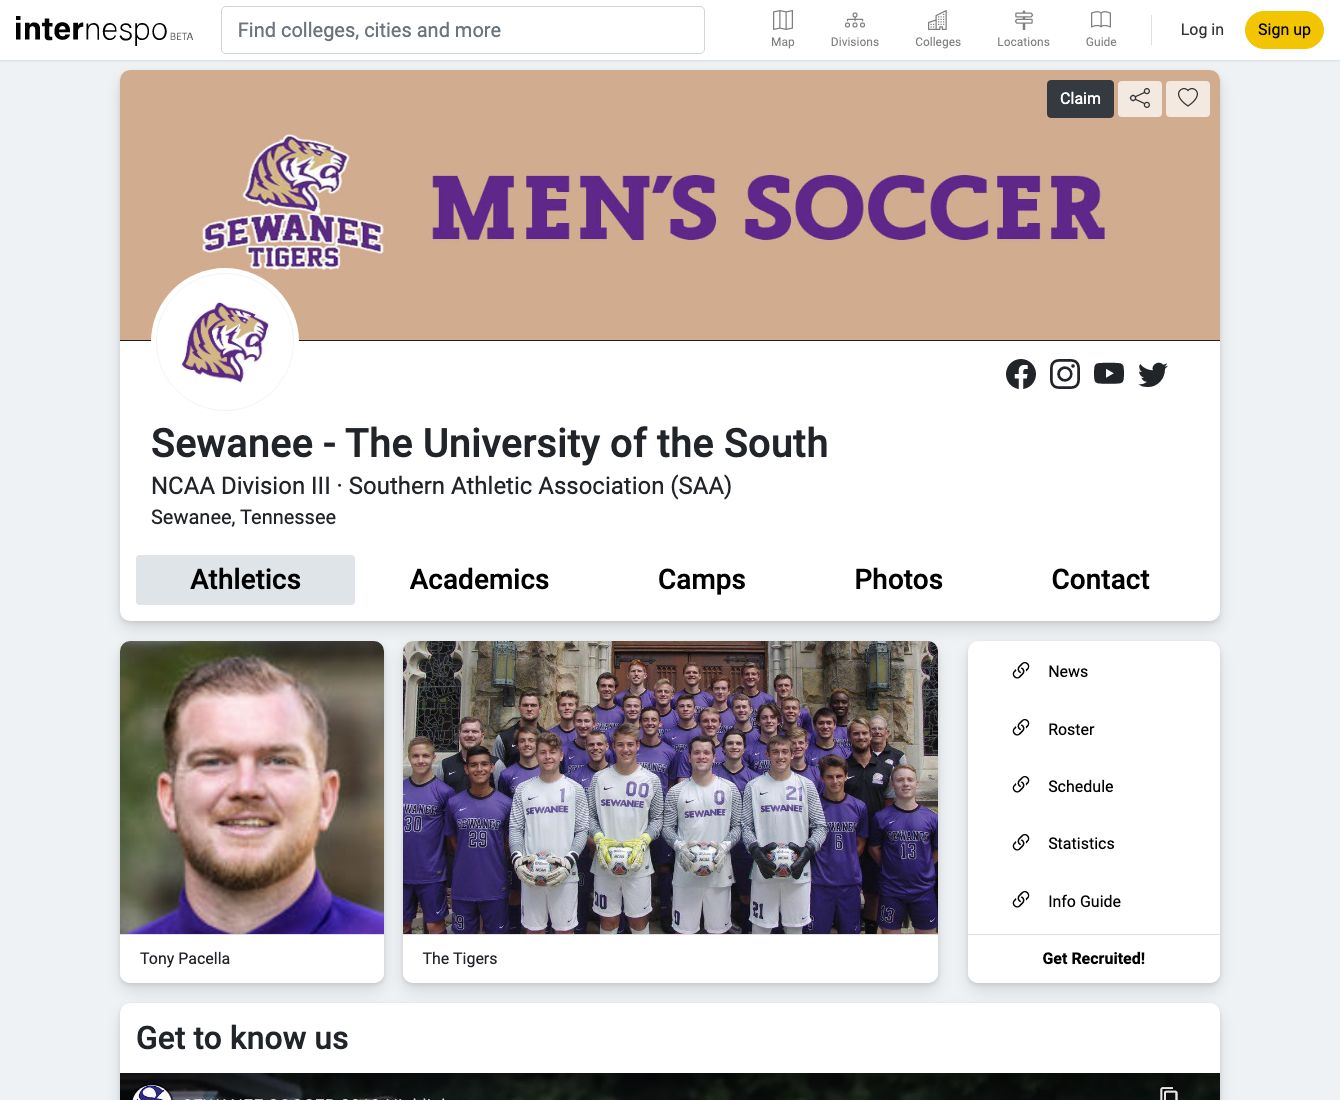 internespo BETA
Find colleges, cities and more
Map
Divisions
Colleges
Locations
Guide
Log in
Sign up
Claim
SEWANEE
TIGERS
MEN'S SOCCER
Sewanee - The University of the South
NCAA Division III · Southern Athletic Association (SAA)
Sewanee, Tennessee
Athletics
Academics
Camps
Photos
Contact
1
SEWANEE
00
SEWANEE
0
SEWANEE
21
SEWANEE
30
29
6
13
News
Roster
Schedule
Statistics
Info Guide
Tony Pacella
The Tigers
Get Recruited!
Get to know us